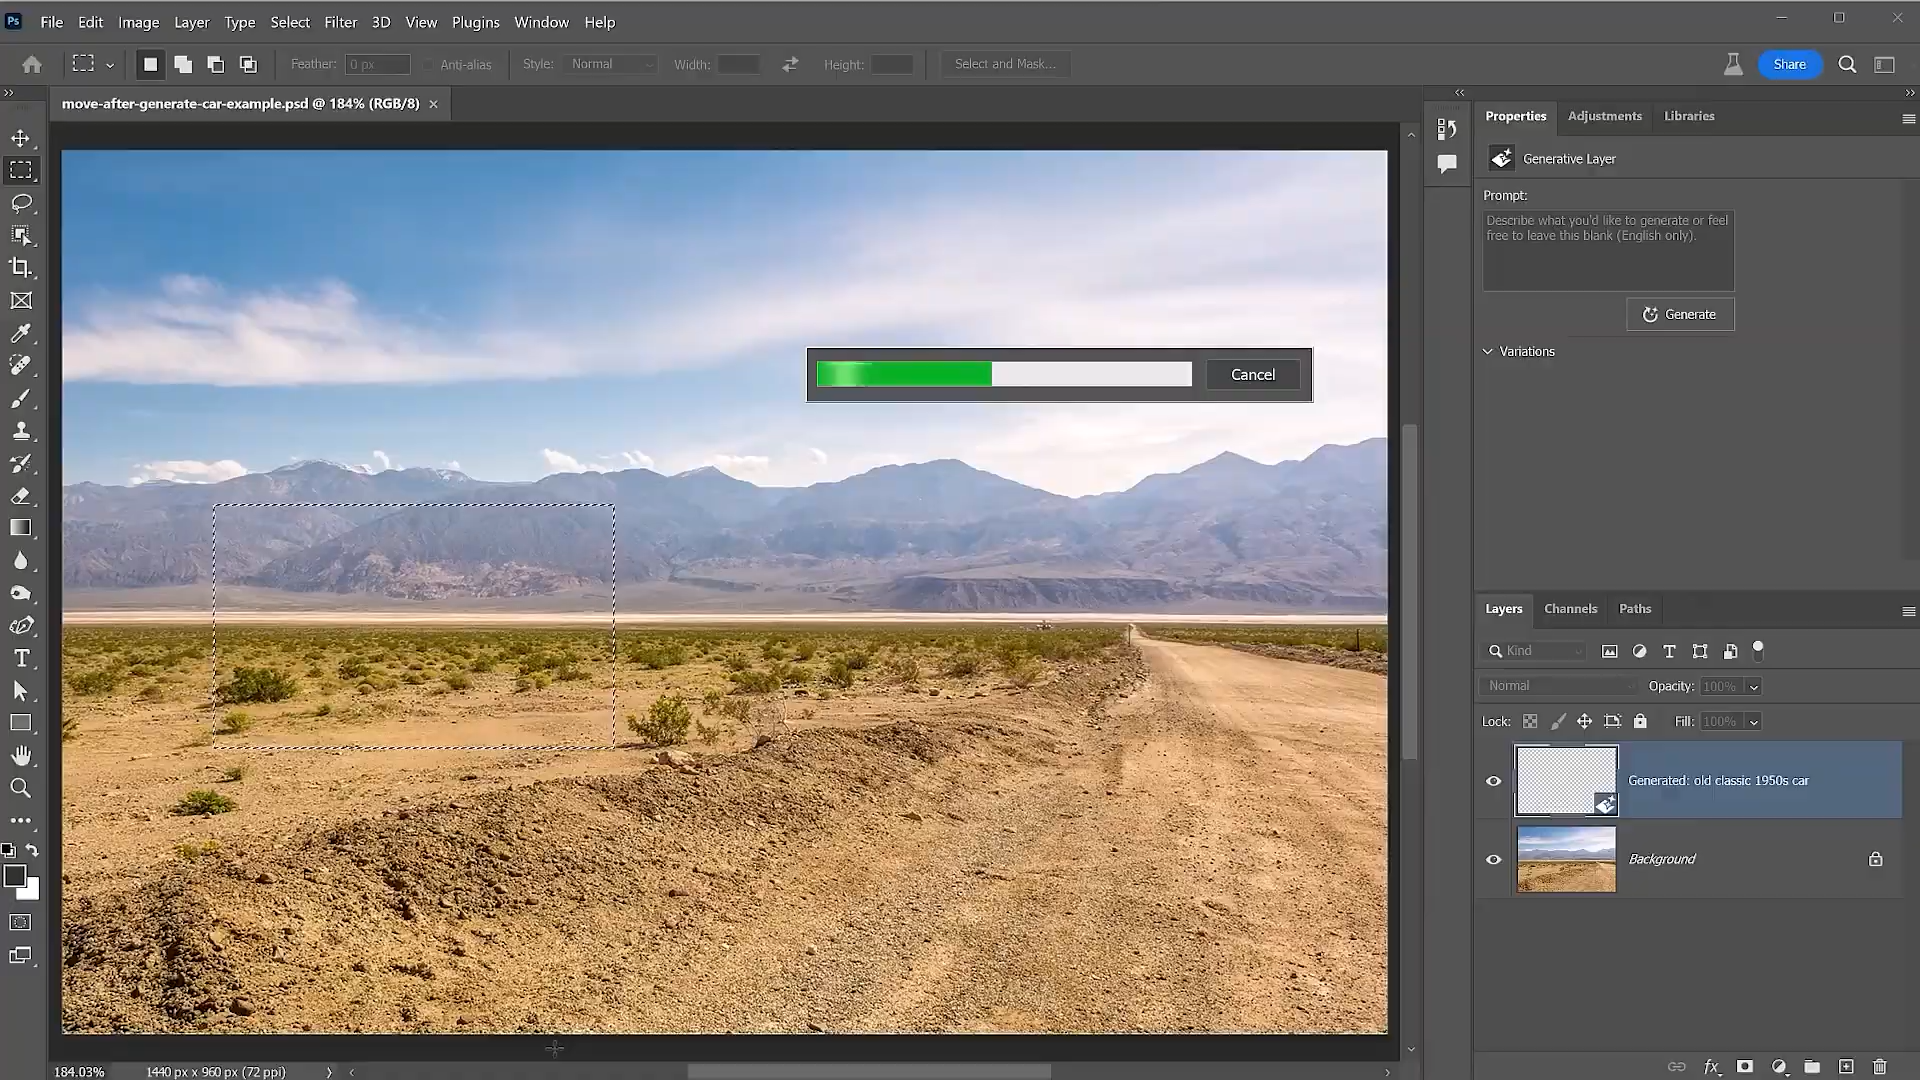 Ps File Edit Image Layer Type Select Filter 3D View Plugins Window Help
Feather: 0 px Anti-alias Style: Normal Width: Height: Select and Mask... Share
move-after-generate-car-example.psd @ 184% (RGB/8)
Properties Adjustments Libraries
Generative Layer
Prompt:
Describe what you'd like to generate or feel
free to leave this blank (English only).
Generate
Variations
Cancel
Layers Channels Paths
Kind
Normal Opacity: 100%
Lock: Fill: 100%
Generated: old classic 1950s car
Background
184.03% 1440 px x 960 px (72 ppi)